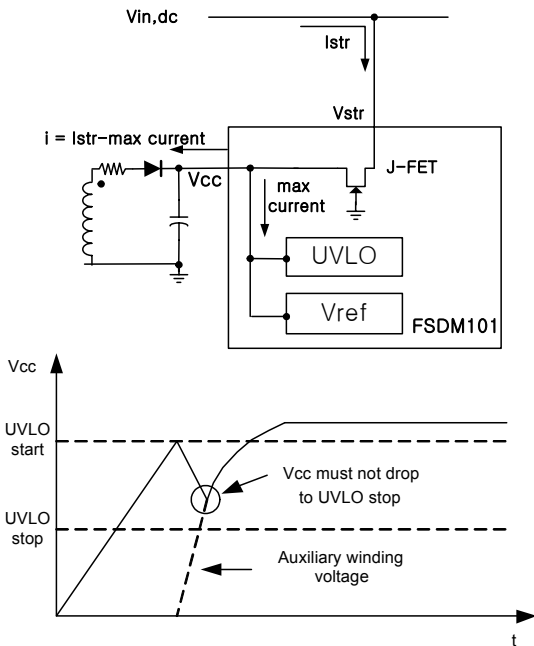 Vin,dc
Istr
Vstr
i = Istr-max current
J-FET
Vcc
max
current
UVLO
Vref
FSDM101
Vcc
UVLO
start
Vcc must not drop
to UVLO stop
UVLO
stop
Auxiliary winding
voltage
t